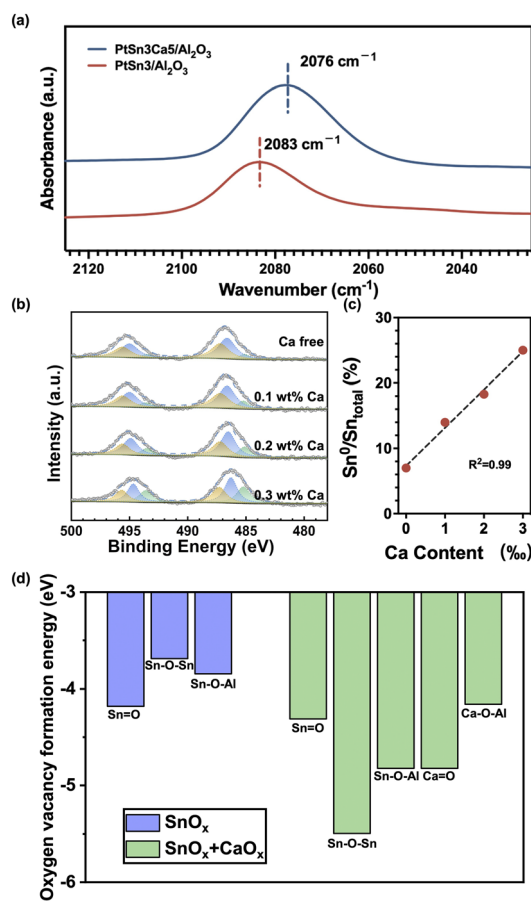 (a)
PtSn3Ca5/Al₂O₃
PtSn3/Al₂O₃
2076 cm⁻¹
2083 cm⁻¹
Absorbance (a.u.)
2120 2100 2080 2060 2040
Wavenumber (cm⁻¹)
(b)
Ca free
0.1 wt% Ca
0.2 wt% Ca
0.3 wt% Ca
Intensity (a.u.)
500 495 490 485 480
Binding Energy (eV)
(c)
Sn⁰/Sntotal (%)
30
20
10
0
R²=0.99
0 1 2 3
Ca Content (‰)
(d)
Oxygen vacancy formation energy (eV)
-3
-4
-5
-6
Sn=O
Sn-O-Sn
Sn-O-Al
Sn=O
Sn-O-Sn
Sn-O-Al
Ca=O
Ca-O-Al
SnOₓ
SnOₓ+CaOₓ